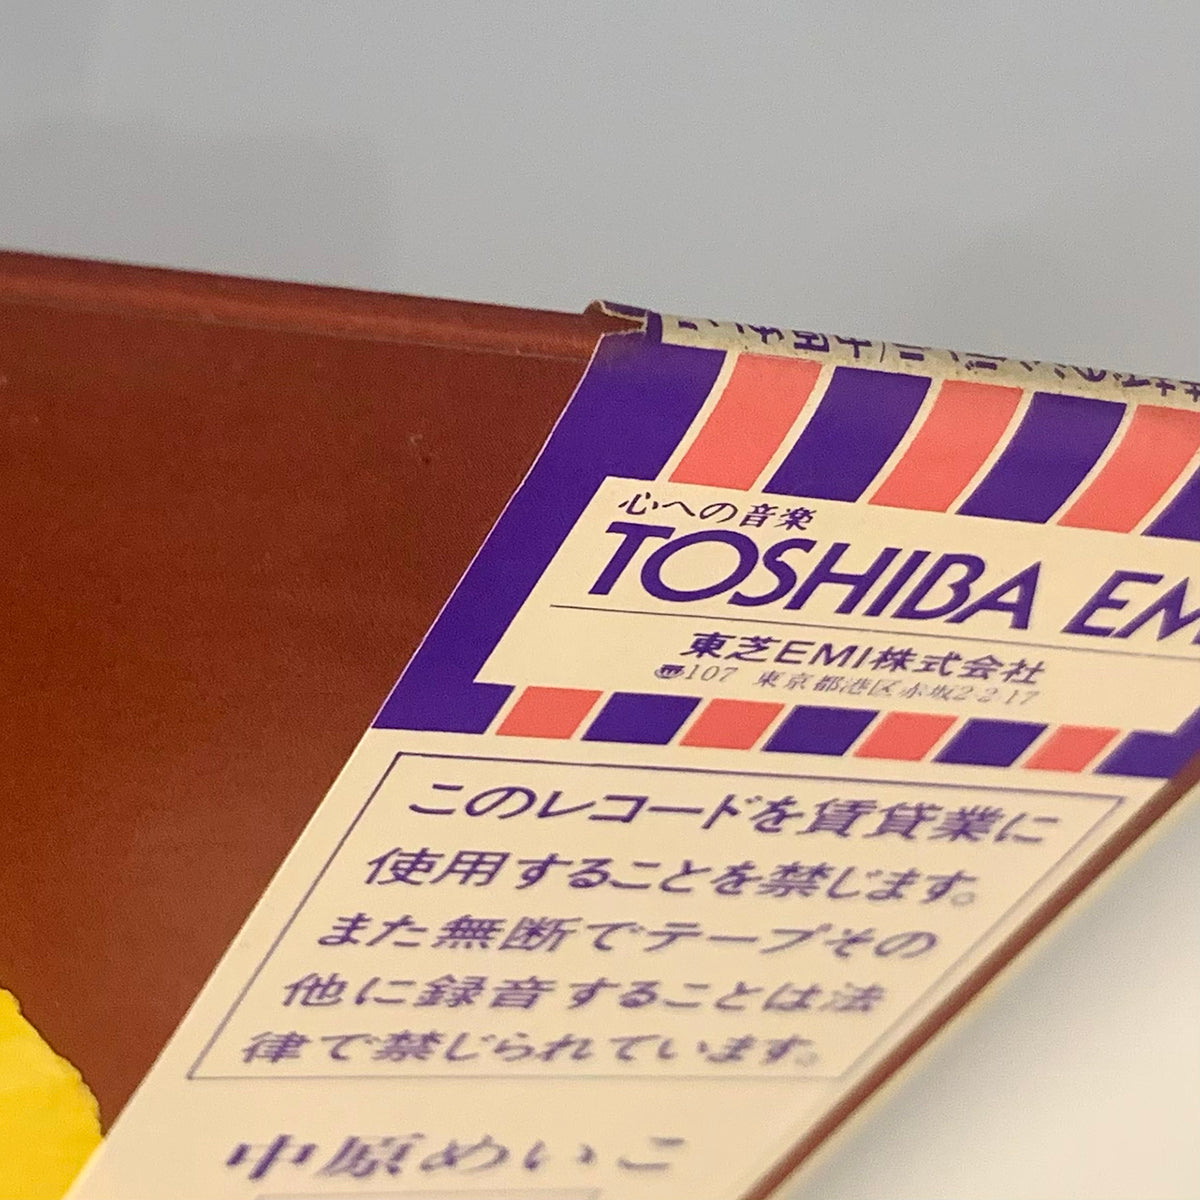 心への音楽
TOSHIBA EM
東芝EMI株式会社
〠107 東京都港区赤坂2-2-17
このレコードを賃貸業に
使用することを禁じます。
また無断でテープその
他に録音することは法
律で禁じられています。
中原めいこ